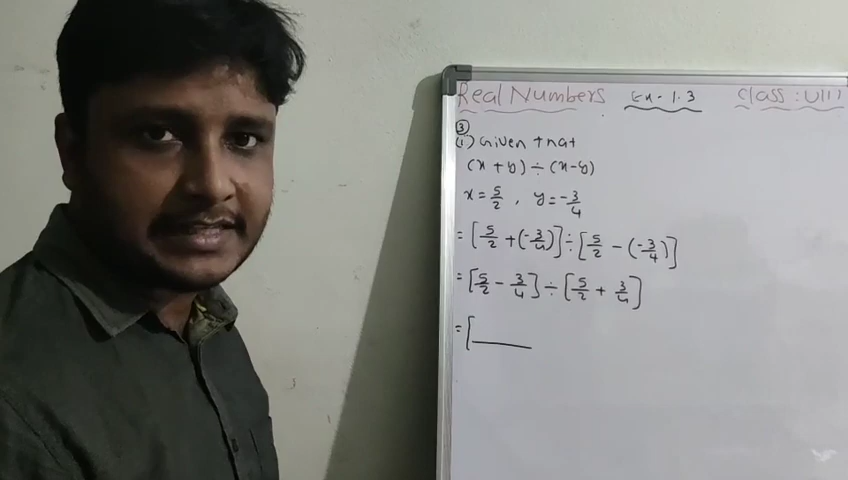 Real Numbers Ex-1.3 Class: VIII
③
(i) Given that
(x + y) ÷ (x-y)
x = 5/2 , y = -3/4
= [5/2 + (-3/4)] ÷ [5/2 - (-3/4)]
= [5/2 - 3/4] ÷ [5/2 + 3/4]
= [